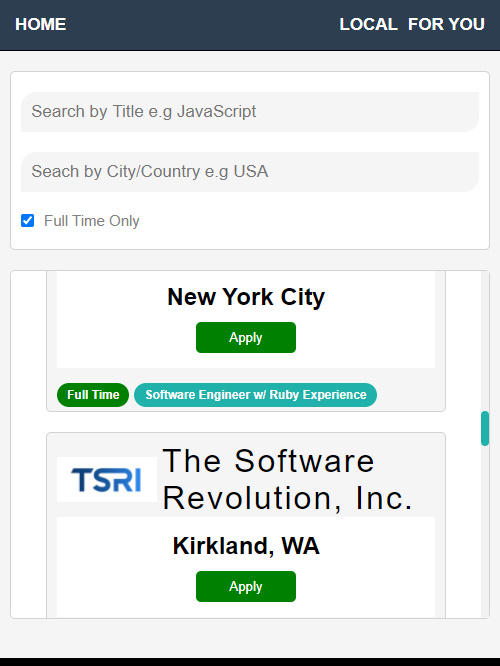 HOME LOCAL FOR YOU
Search by Title e.g JavaScript
Seach by City/Country e.g USA
Full Time Only
New York City
Apply
Full Time Software Engineer w/ Ruby Experience
TSRI The Software
Revolution, Inc.
Kirkland, WA
Apply